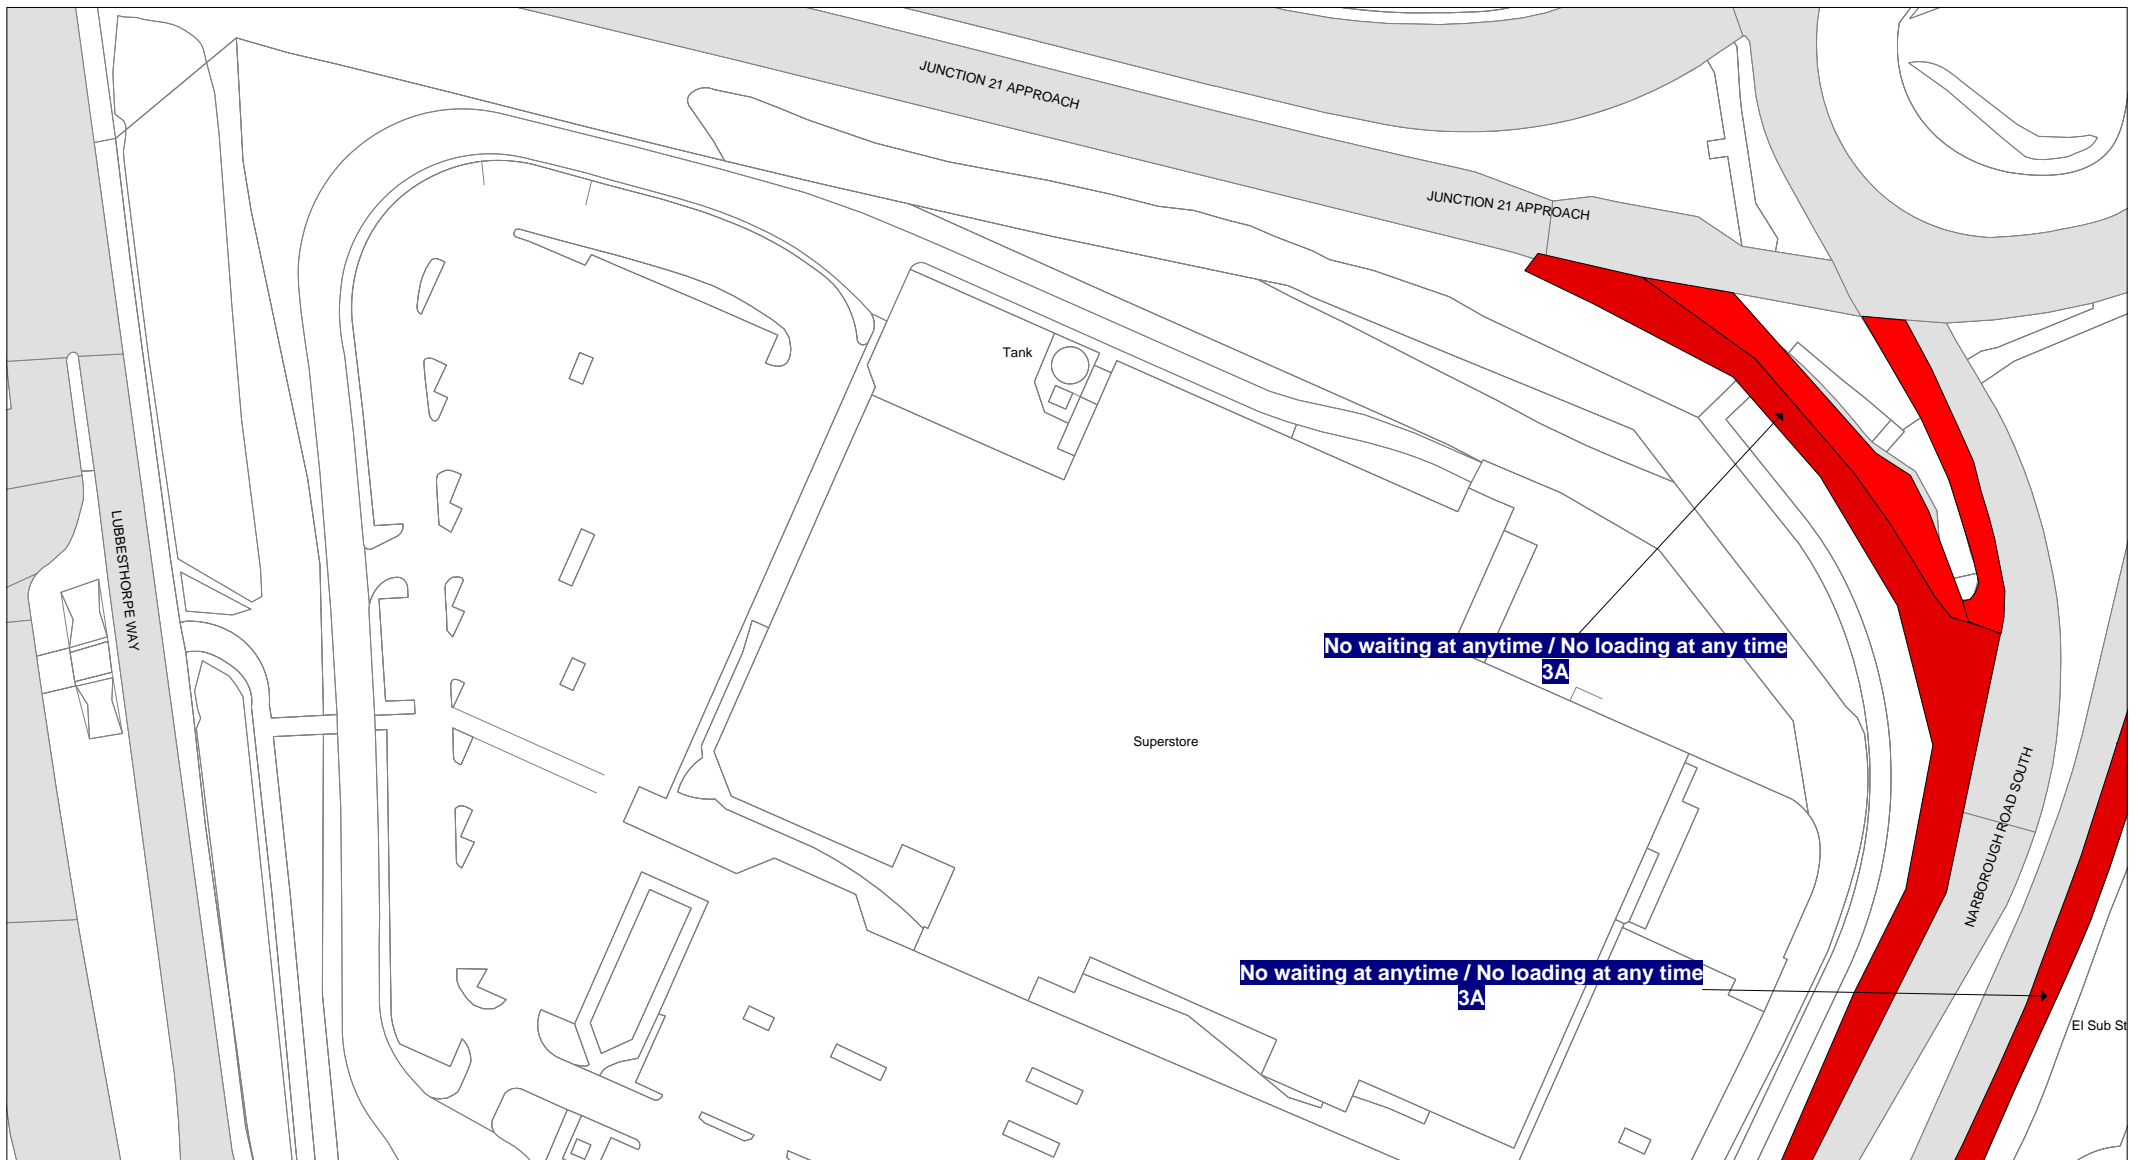 JUNCTION 21 APPROACH
JUNCTION 21 APPROACH
Tank
LUBBESTHORPE WAY
No waiting at anytime / No loading at any time
3A
Superstore
NARBOROUGH ROAD SOUTH
No waiting at anytime / No loading at any time
3A
El Sub St